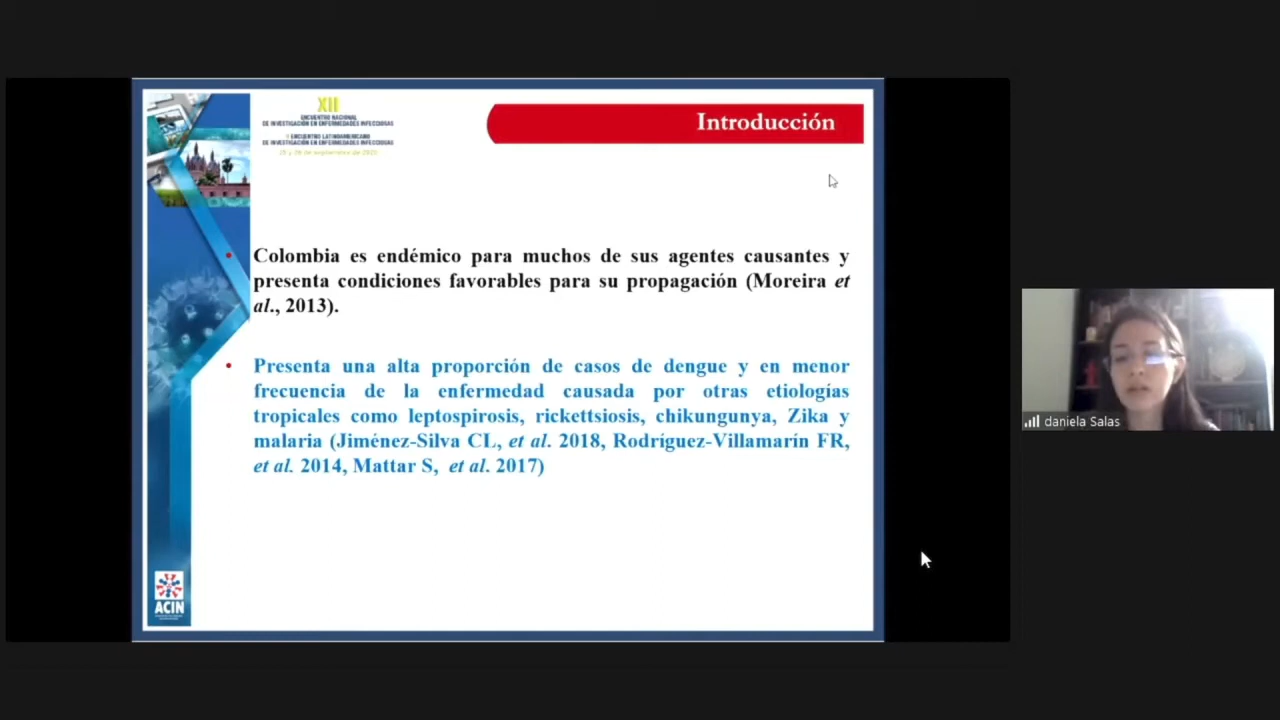 XII
ENCUENTRO NACIONAL
DE INVESTIGACIÓN EN ENFERMEDADES INFECCIOSAS
II ENCUENTRO LATINOAMERICANO
DE INVESTIGACIÓN EN ENFERMEDADES INFECCIOSAS
Introducción
• Colombia es endémico para muchos de sus agentes causantes y
presenta condiciones favorables para su propagación (Moreira et
al., 2013).
• Presenta una alta proporción de casos de dengue y en menor
frecuencia de la enfermedad causada por otras etiologías
tropicales como leptospirosis, rickettsiosis, chikungunya, Zika y
malaria (Jiménez-Silva CL, et al. 2018, Rodríguez-Villamarín FR,
et al. 2014, Mattar S, et al. 2017)
ACIN
daniela Salas